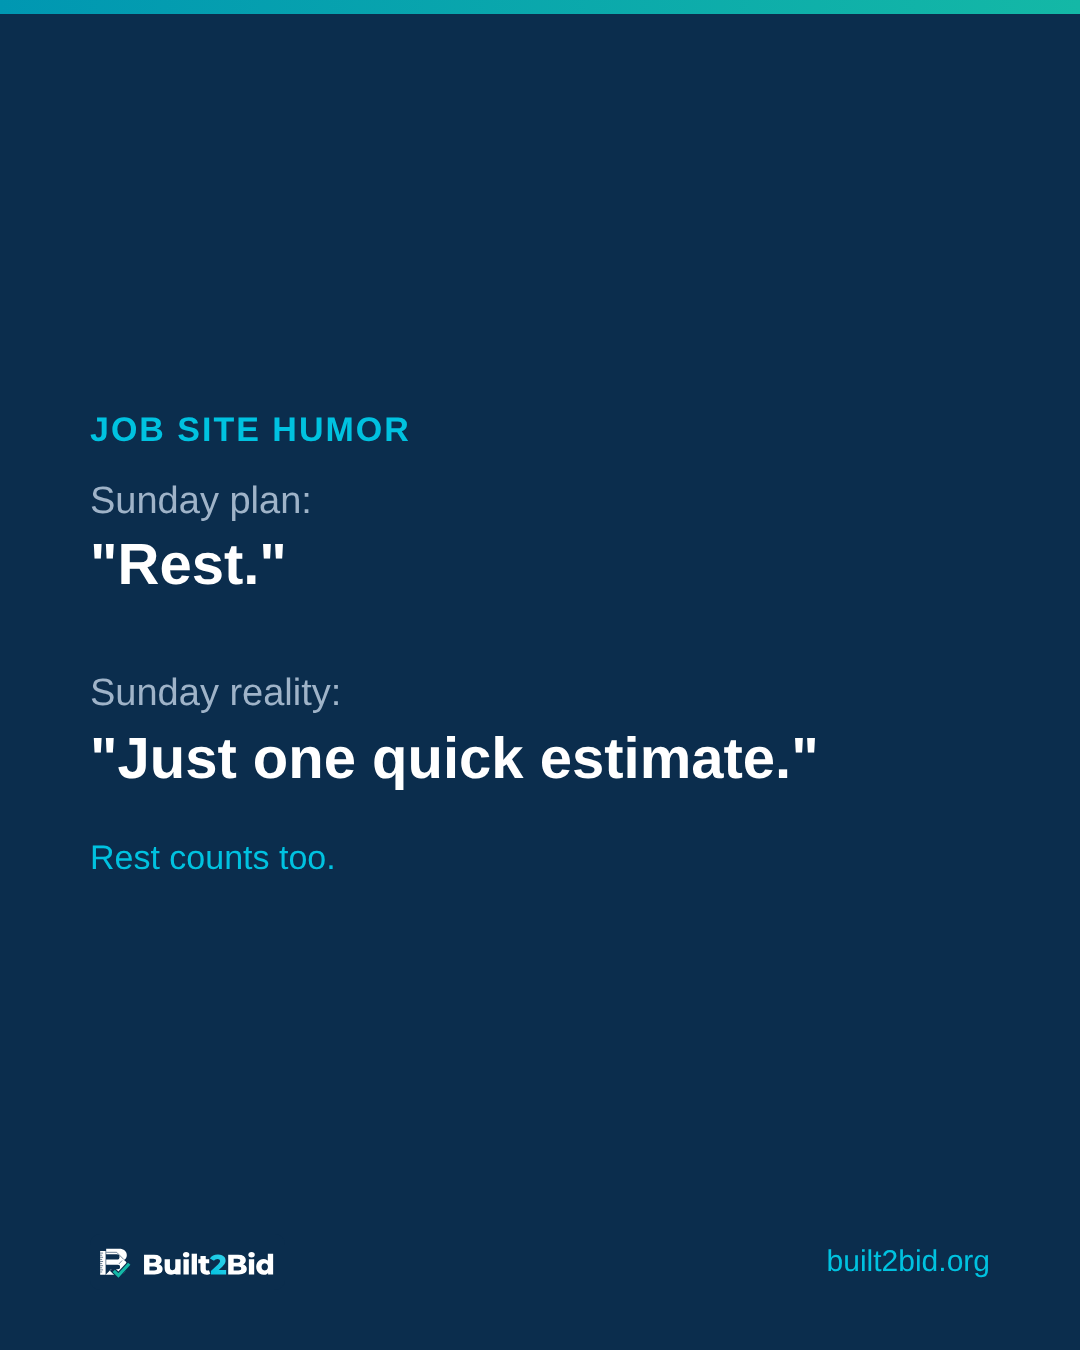 JOB SITE HUMOR
Sunday plan:
"Rest."
Sunday reality:
"Just one quick estimate."
Rest counts too.
Built2Bid
built2bid.org